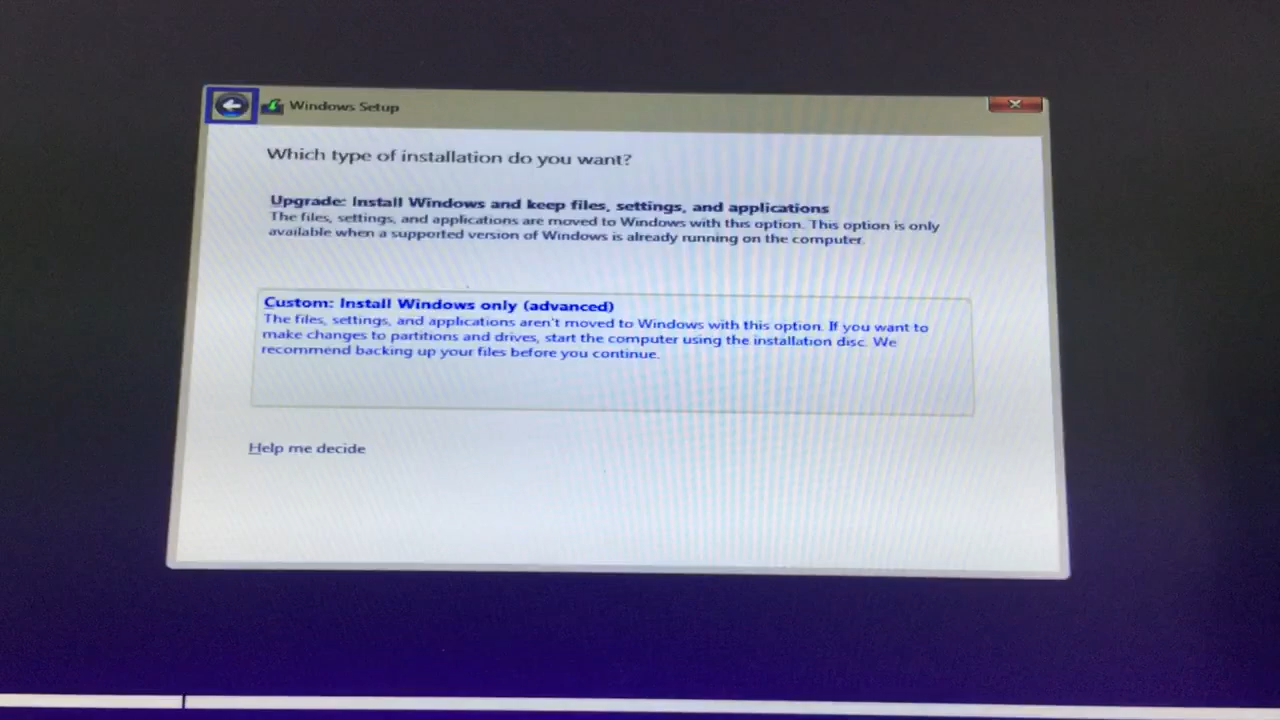 Windows Setup
Which type of installation do you want?
Upgrade: Install Windows and keep files, settings, and applications
The files, settings, and applications are moved to Windows with this option. This option is only
available when a supported version of Windows is already running on the computer.
Custom: Install Windows only (advanced)
The files, settings, and applications aren't moved to Windows with this option. If you want to
make changes to partitions and drives, start the computer using the installation disc. We
recommend backing up your files before you continue.
Help me decide